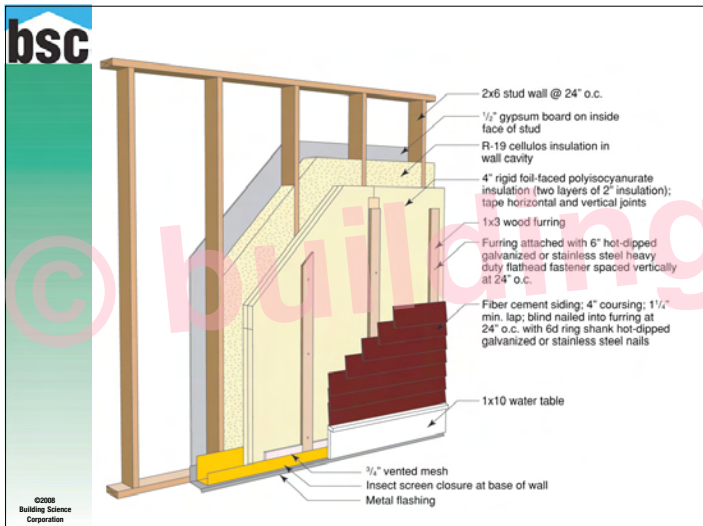 bsc
2x6 stud wall @ 24" o.c.
1/2" gypsum board on inside
face of stud
R-19 cellulos insulation in
wall cavity
4" rigid foil-faced polyisocyanurate
insulation (two layers of 2" insulation);
tape horizontal and vertical joints
1x3 wood furring
Furring attached with 6" hot-dipped
galvanized or stainless steel heavy
duty flathead fastener spaced vertically
at 24" o.c.
Fiber cement siding; 4" coursing; 1 1/4"
min. lap; blind nailed into furring at
24" o.c. with 6d ring shank hot-dipped
galvanized or stainless steel nails
1x10 water table
3/4" vented mesh
Insect screen closure at base of wall
Metal flashing
© building
©2008
Building Science
Corporation